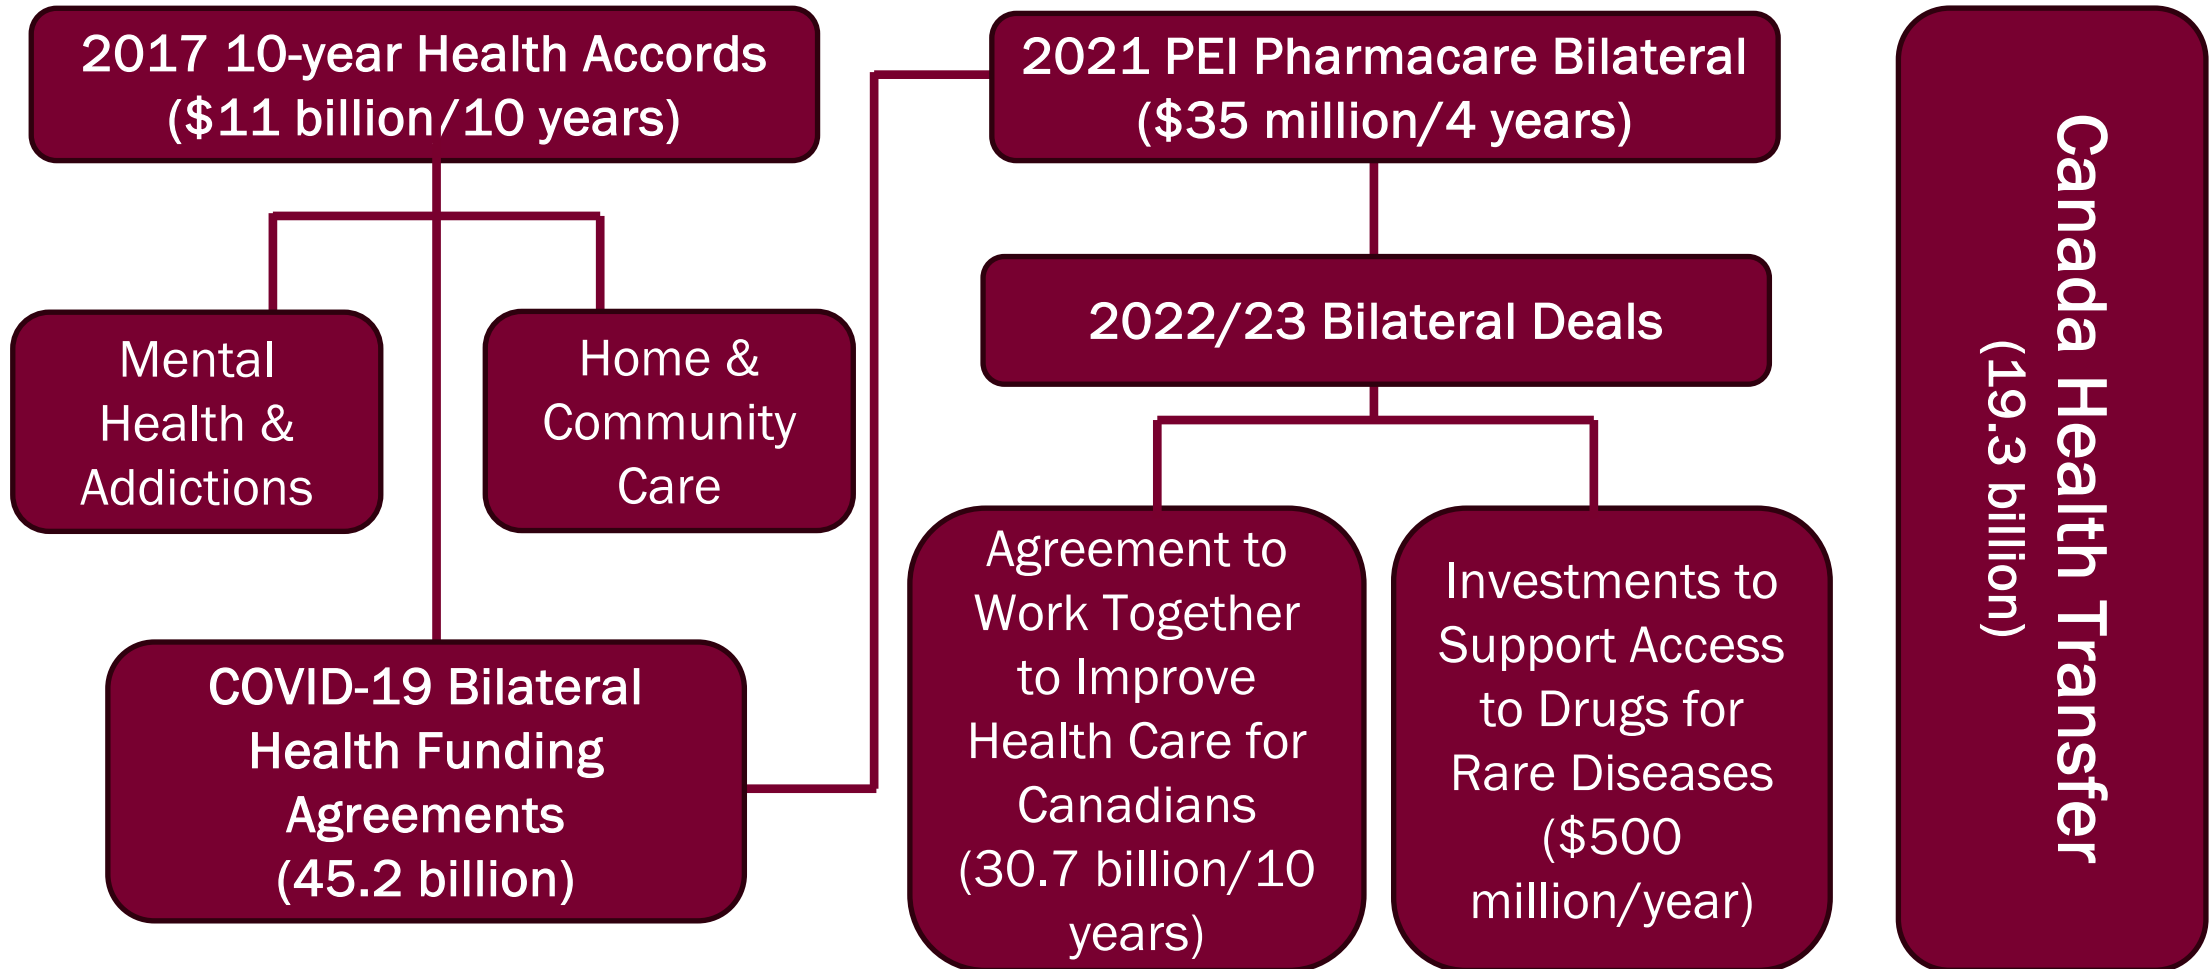 2017 10-year Health Accords
($11 billion/10 years)
Mental
Health &
Addictions
Home &
Community
Care
COVID-19 Bilateral
Health Funding
Agreements
(45.2 billion)
2021 PEI Pharmacare Bilateral
($35 million/4 years)
2022/23 Bilateral Deals
Agreement to
Work Together
to Improve
Health Care for
Canadians
(30.7 billion/10
years)
Investments to
Support Access
to Drugs for
Rare Diseases
($500
million/year)
Canada Health Transfer
(19.3 billion)